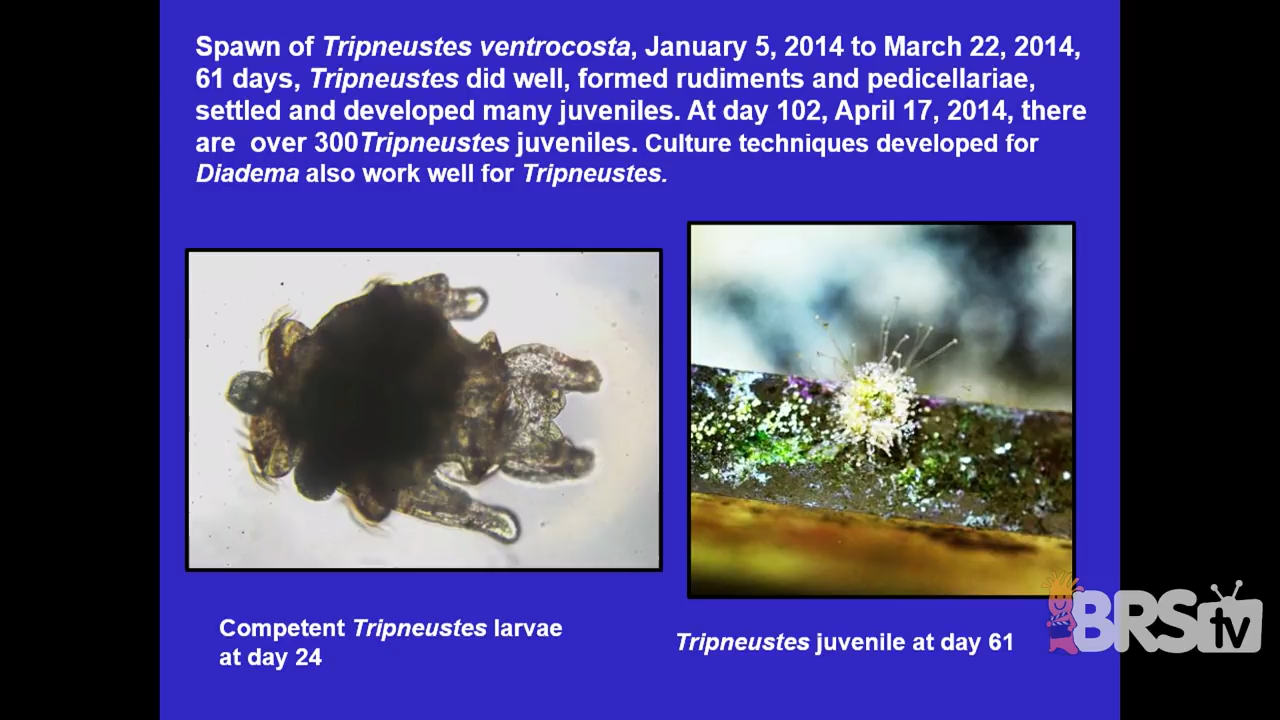 Spawn of Tripneustes ventrocosta, January 5, 2014 to March 22, 2014,
61 days, Tripneustes did well, formed rudiments and pedicellariae,
settled and developed many juveniles. At day 102, April 17, 2014, there
are  over 300Tripneustes juveniles. Culture techniques developed for
Diadema also work well for Tripneustes.
Competent Tripneustes larvae
at day 24
Tripneustes juvenile at day 61
BRStv